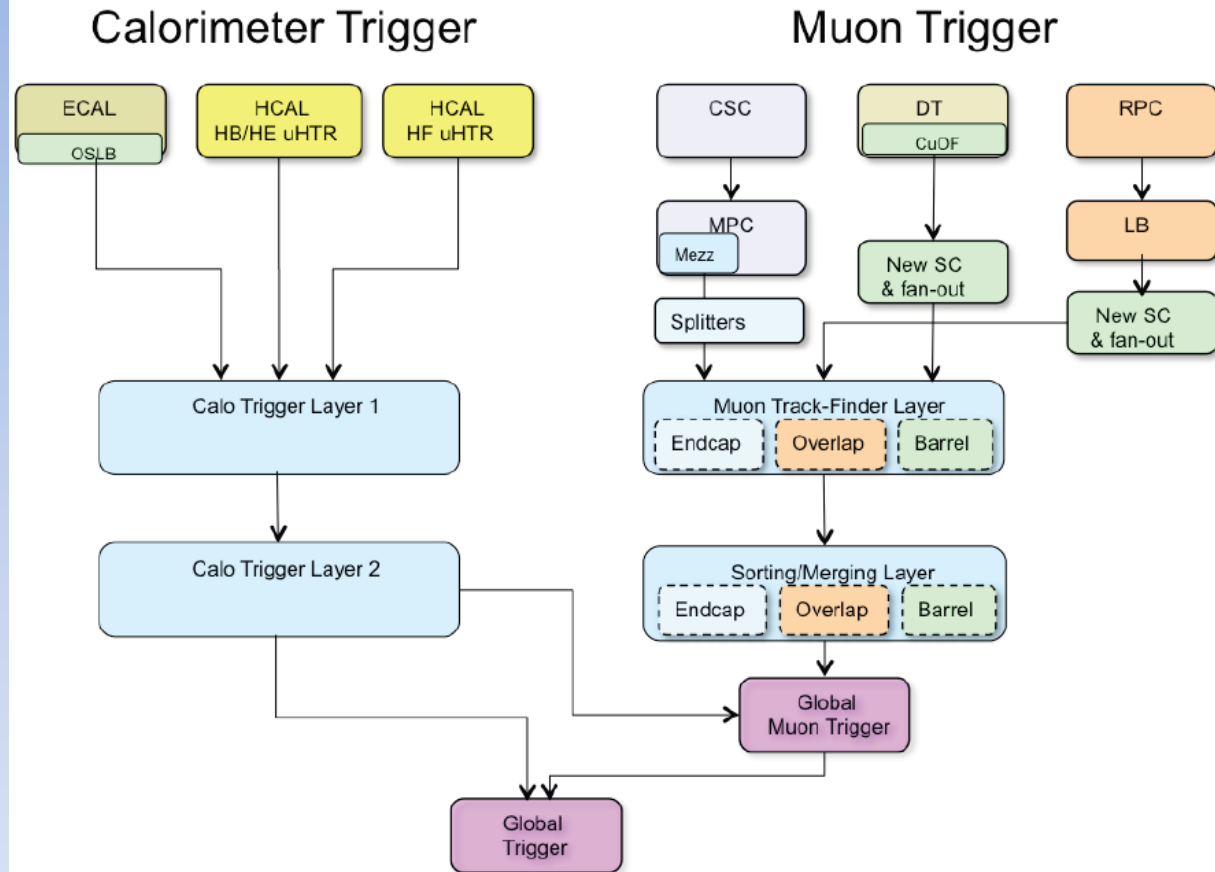 Calorimeter Trigger
Muon Trigger
ECAL
OSLB
HCAL
HB/HE uHTR
HCAL
HF uHTR
CSC
DT
CuOF
RPC
MPC
Mezz
LB
New SC
& fan-out
Splitters
New SC
& fan-out
Calo Trigger Layer 1
Muon Track-Finder Layer
Endcap
Overlap
Barrel
Calo Trigger Layer 2
Sorting/Merging Layer
Endcap
Overlap
Barrel
Global
Muon Trigger
Global
Trigger